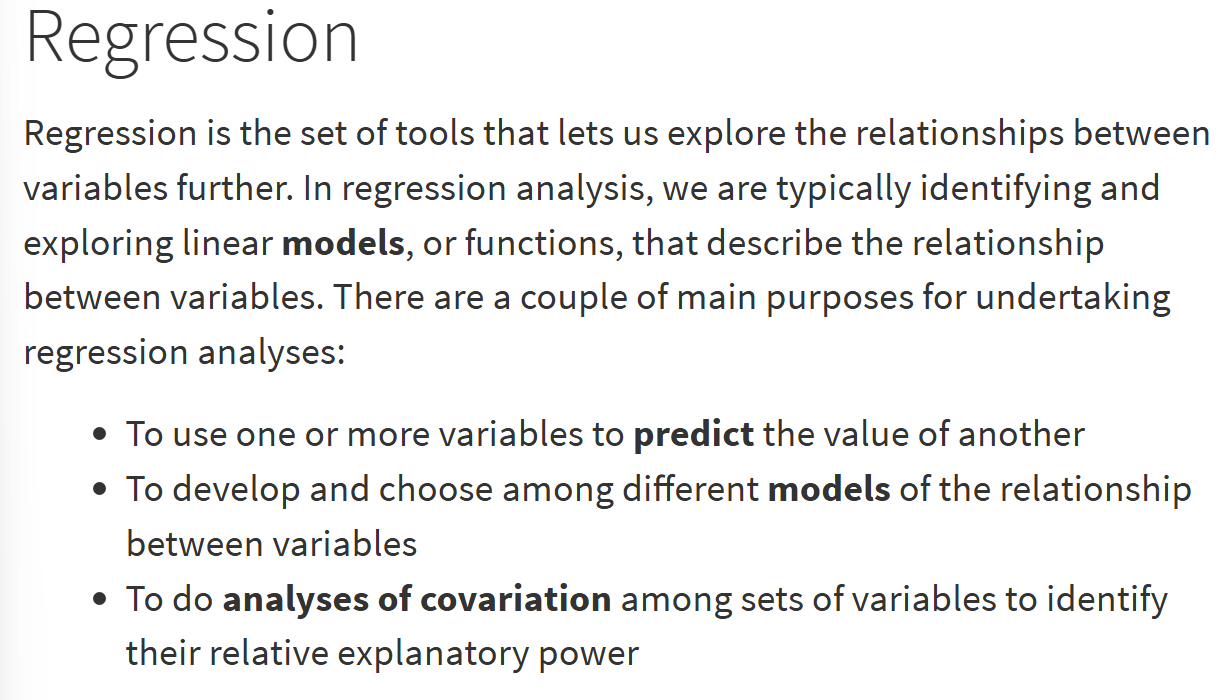 Regression
Regression is the set of tools that lets us explore the relationships between
variables further. In regression analysis, we are typically identifying and
exploring linear models, or functions, that describe the relationship
between variables. There are a couple of main purposes for undertaking
regression analyses:
• To use one or more variables to predict the value of another
• To develop and choose among different models of the relationship
between variables
• To do analyses of covariation among sets of variables to identify
their relative explanatory power